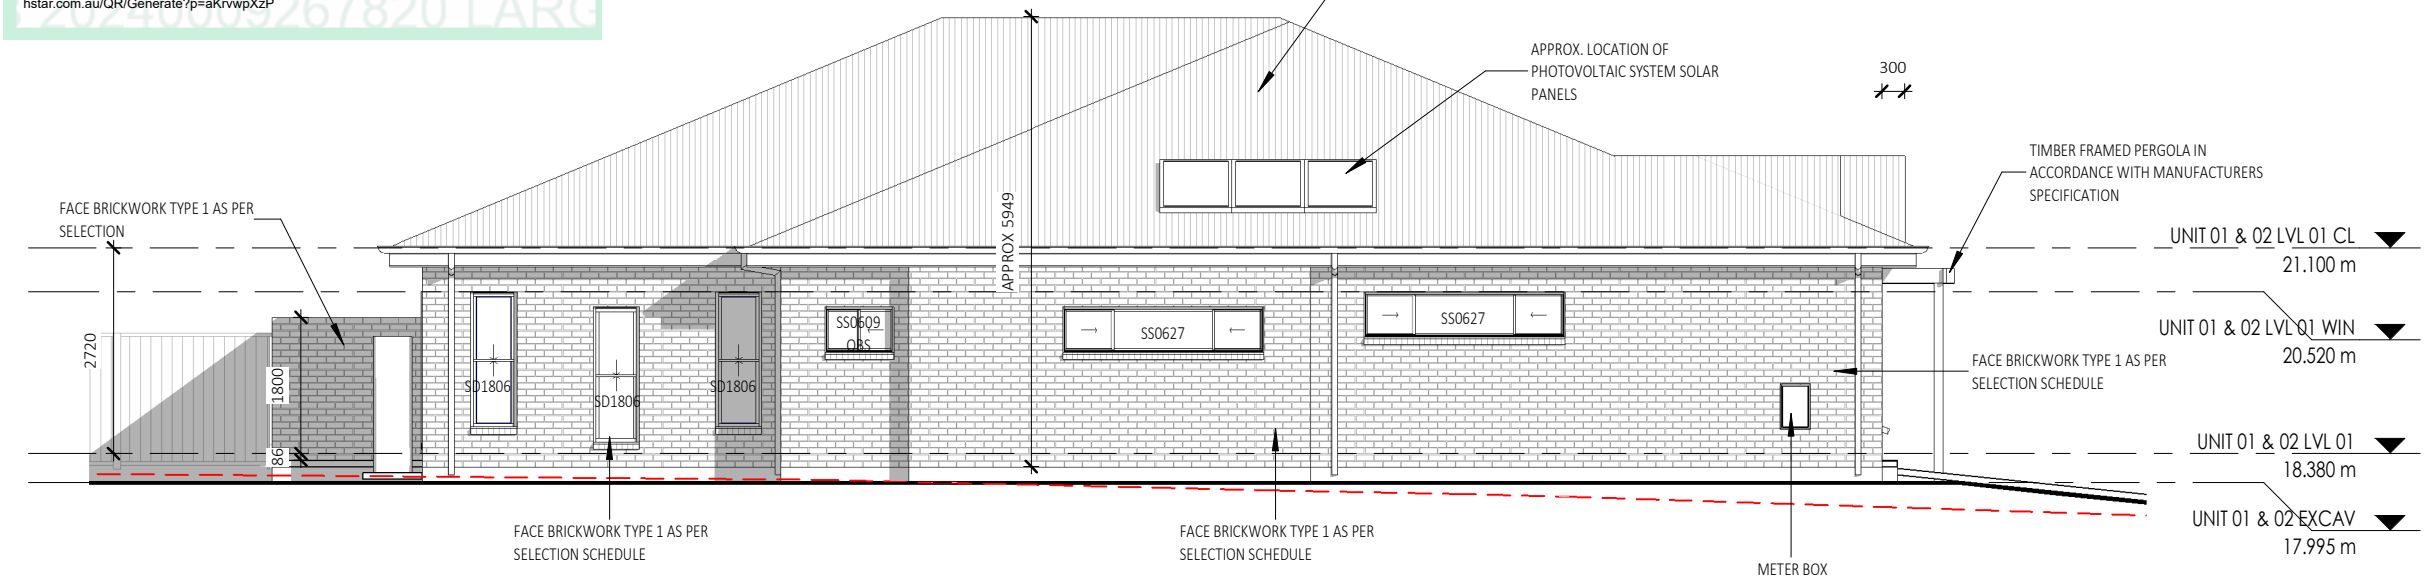 hstar.com.au/QR/Generate?p=aKrvwpXzP
20240009267820 LARG
300
APPROX. LOCATION OF
PHOTOVOLTAIC SYSTEM SOLAR
PANELS
TIMBER FRAMED PERGOLA IN
ACCORDANCE WITH MANUFACTURERS
SPECIFICATION
FACE BRICKWORK TYPE 1 AS PER
SELECTION
APPROX 5949
UNIT 01 & 02 LVL 01 CL
21.100 m
2720
1800
86
SD1806
SD1806
SD1806
SS0609
OBS
SS0627
SS0627
UNIT 01 & 02 LVL 01 WIN
20.520 m
FACE BRICKWORK TYPE 1 AS PER
SELECTION SCHEDULE
UNIT 01 & 02 LVL 01
18.380 m
FACE BRICKWORK TYPE 1 AS PER
SELECTION SCHEDULE
FACE BRICKWORK TYPE 1 AS PER
SELECTION SCHEDULE
METER BOX
UNIT 01 & 02 EXCAV
17.995 m